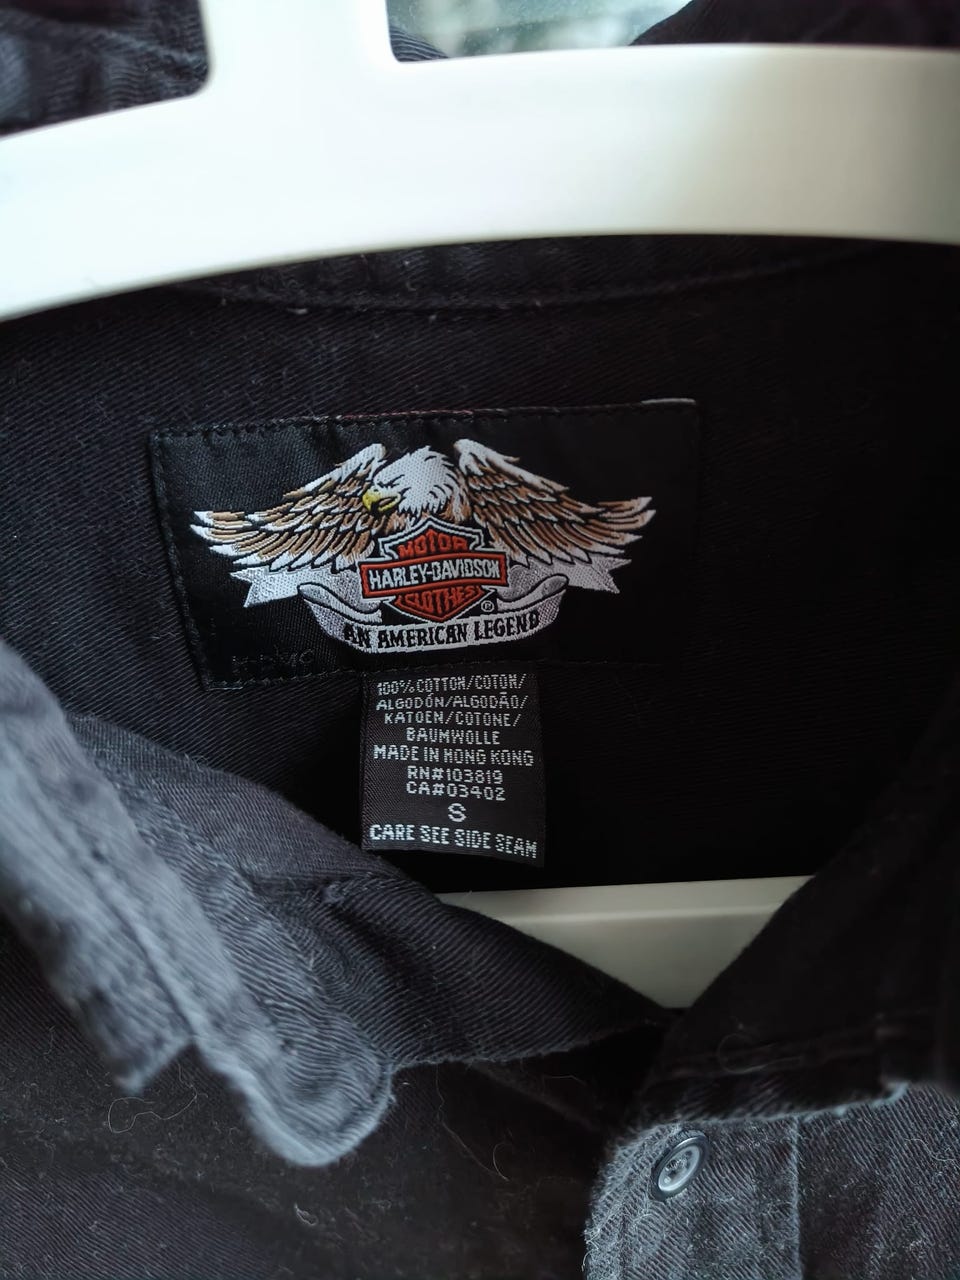 MOTOR
HARLEY-DAVIDSON
CLOTHES
®
AN AMERICAN LEGEND
100% COTTON/COTON/
ALGODÓN/ALGODÃO/
KATOEN/COTONE/
BAUMWOLLE
MADE IN HONG KONG
RN#103819
CA#03402
S
CARE SEE SIDE SEAM